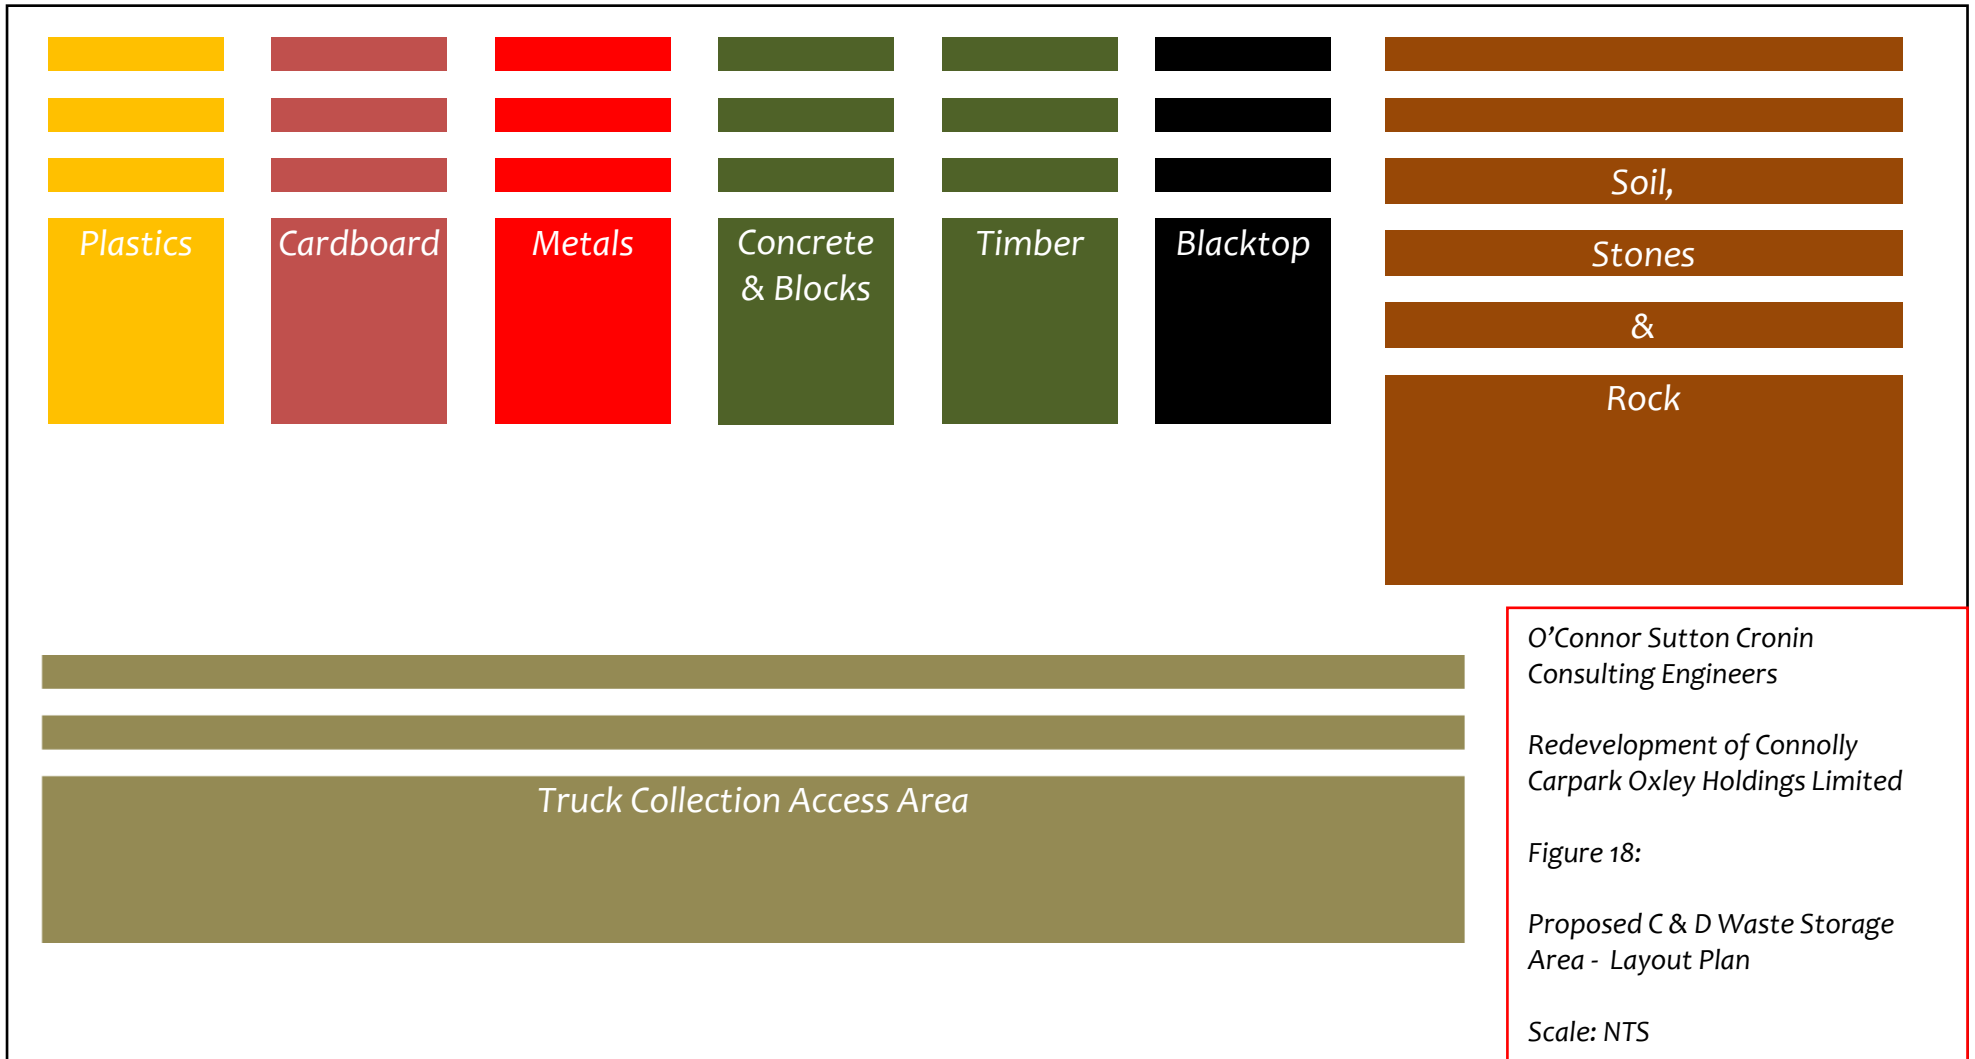 Plastics
Cardboard
Metals
Concrete
& Blocks
Timber
Blacktop
Soil,
Stones
&
Rock
Truck Collection Access Area
O’Connor Sutton Cronin
Consulting Engineers
Redevelopment of Connolly
Carpark Oxley Holdings Limited
Figure 18:
Proposed C & D Waste Storage
Area - Layout Plan
Scale: NTS